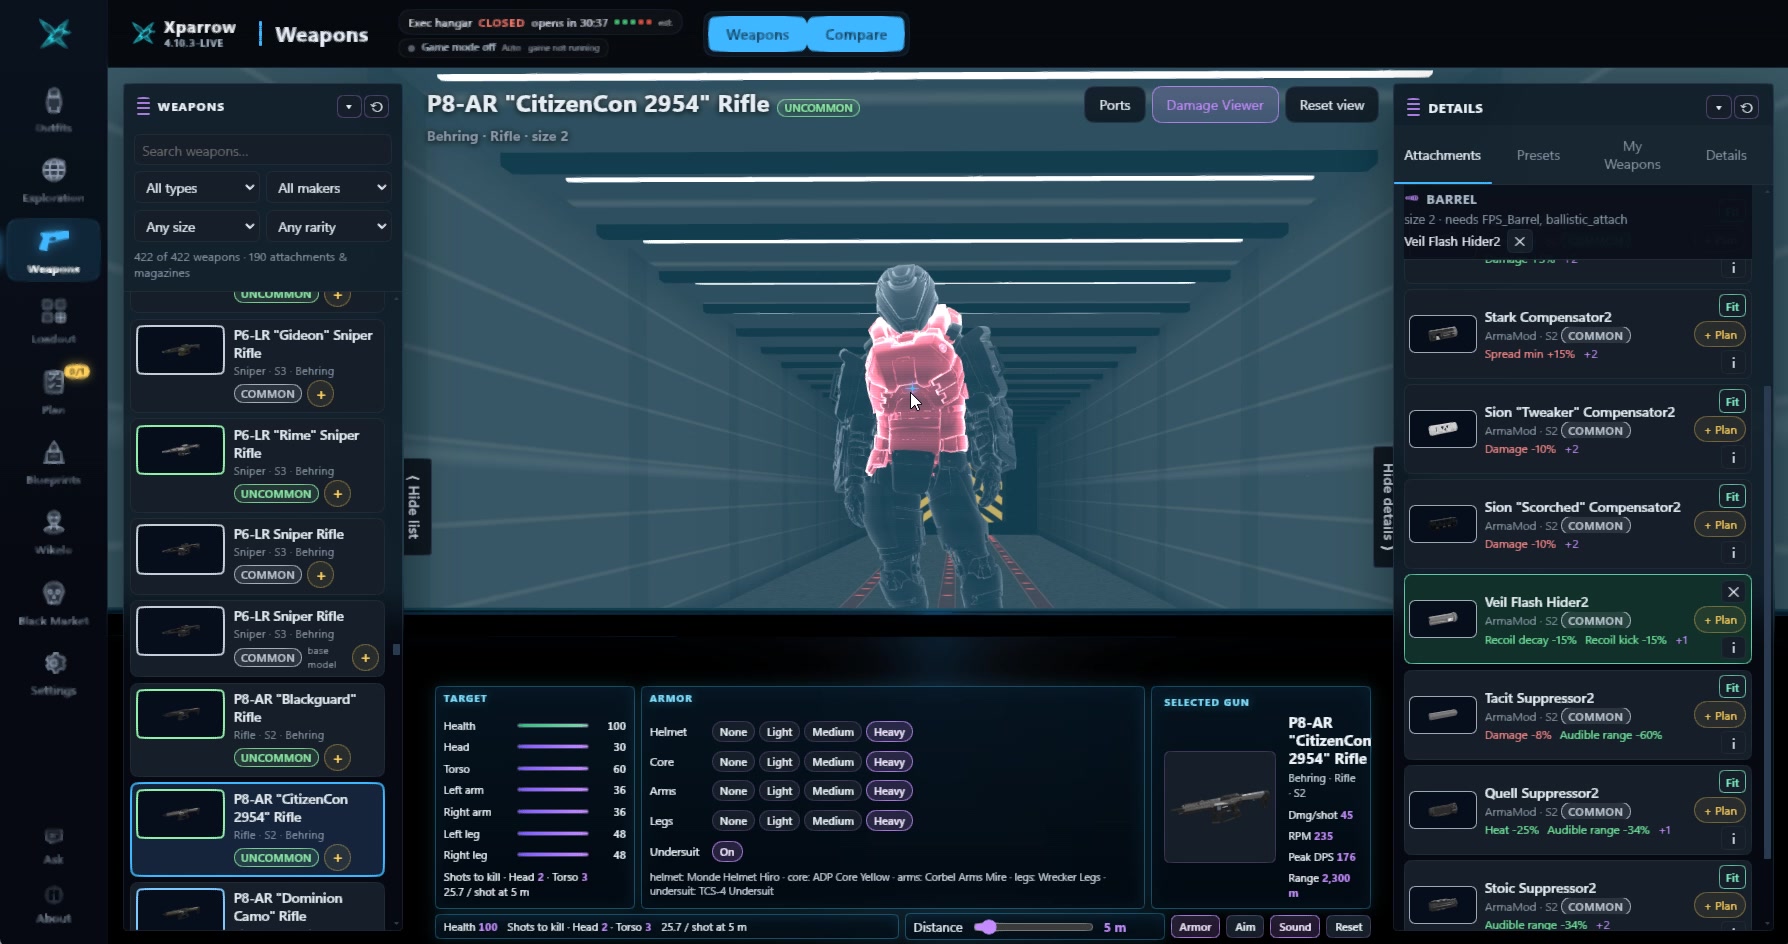 Xparrow
4.10.3-LIVE
Weapons
Exec hangar CLOSED opens in 30:37 est.
Game mode off Auto game not running
Weapons
Compare
Outfits
Exploration
Weapons
Loadout
0/1
Plan
Blueprints
Wikelo
Black Market
Settings
Ask
About
WEAPONS
Search weapons...
All types
All makers
Any size
Any rarity
422 of 422 weapons · 190 attachments &
magazines
UNCOMMON +
P6-LR "Gideon" Sniper
Rifle
Sniper · S3 · Behring
COMMON +
P6-LR "Rime" Sniper
Rifle
Sniper · S3 · Behring
UNCOMMON +
P6-LR Sniper Rifle
Sniper · S3 · Behring
COMMON +
P6-LR Sniper Rifle
Sniper · S3 · Behring
COMMON base
model +
P8-AR "Blackguard"
Rifle
Rifle · S2 · Behring
UNCOMMON +
P8-AR "CitizenCon
2954" Rifle
Rifle · S2 · Behring
UNCOMMON +
P8-AR "Dominion
Camo" Rifle
P8-AR "CitizenCon 2954" Rifle UNCOMMON
Behring · Rifle · size 2
Ports
Damage Viewer
Reset view
Hide list
Hide details
TARGET
Health 100
Head 30
Torso 60
Left arm 36
Right arm 36
Left leg 48
Right leg 48
Shots to kill · Head 2 · Torso 3
25.7 / shot at 5 m
ARMOR
Helmet None Light Medium Heavy
Core None Light Medium Heavy
Arms None Light Medium Heavy
Legs None Light Medium Heavy
Undersuit On
helmet: Monde Helmet Hiro · core: ADP Core Yellow · arms: Corbel Arms Mire · legs: Wrecker Legs ·
undersuit: TCS-4 Undersuit
SELECTED GUN
P8-AR
"CitizenCon
2954" Rifle
Behring · Rifle
· S2
Dmg/shot 45
RPM 235
Peak DPS 176
Range 2,300
m
Health 100 Shots to kill · Head 2 · Torso 3 25.7 / shot at 5 m
Distance 5 m
Armor
Aim
Sound
Reset
DETAILS
Attachments
Presets
My
Weapons
Details
BARREL
size 2 · needs FPS_Barrel, ballistic_attach
Veil Flash Hider2
i
Stark Compensator2
ArmaMod · S2 COMMON
Spread min +15% +2
Fit
+ Plan
i
Sion "Tweaker" Compensator2
ArmaMod · S2 COMMON
Damage -10% +2
Fit
+ Plan
i
Sion "Scorched" Compensator2
ArmaMod · S2 COMMON
Damage -10% +2
Fit
+ Plan
i
Veil Flash Hider2
ArmaMod · S2 COMMON
Recoil decay -15% Recoil kick -15% +1
+ Plan
i
Tacit Suppressor2
ArmaMod · S2 COMMON
Damage -8% Audible range -60%
Fit
+ Plan
i
Quell Suppressor2
ArmaMod · S2 COMMON
Heat -25% Audible range -34% +1
Fit
+ Plan
i
Stoic Suppressor2
ArmaMod · S2 COMMON
Audible range -34% +2
Fit
+ Plan